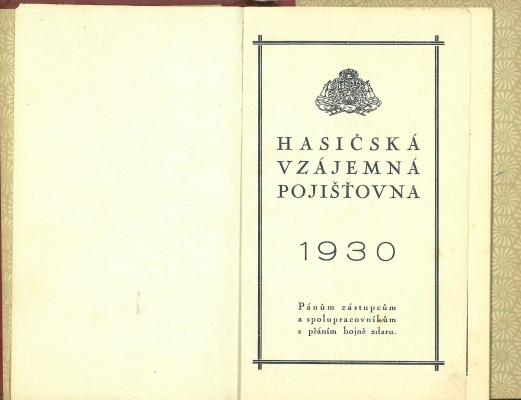 HASIČSKÁ
VZÁJEMNÁ
POJIŠŤOVNA
1930
Pánům zástupcům
a spolupracovníkům
s přáním hojně zdaru.